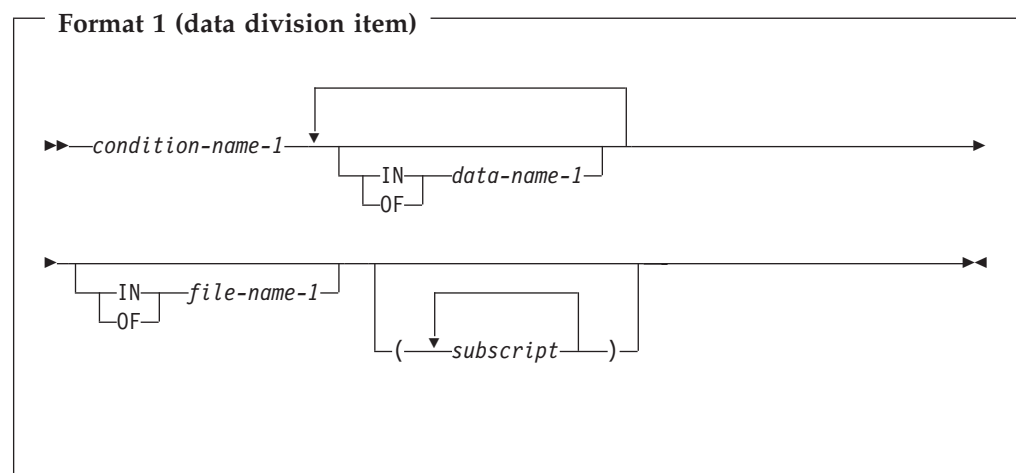 Format 1 (data division item)
condition-name-1
IN data-name-1
OF
IN file-name-1
OF
( subscript )